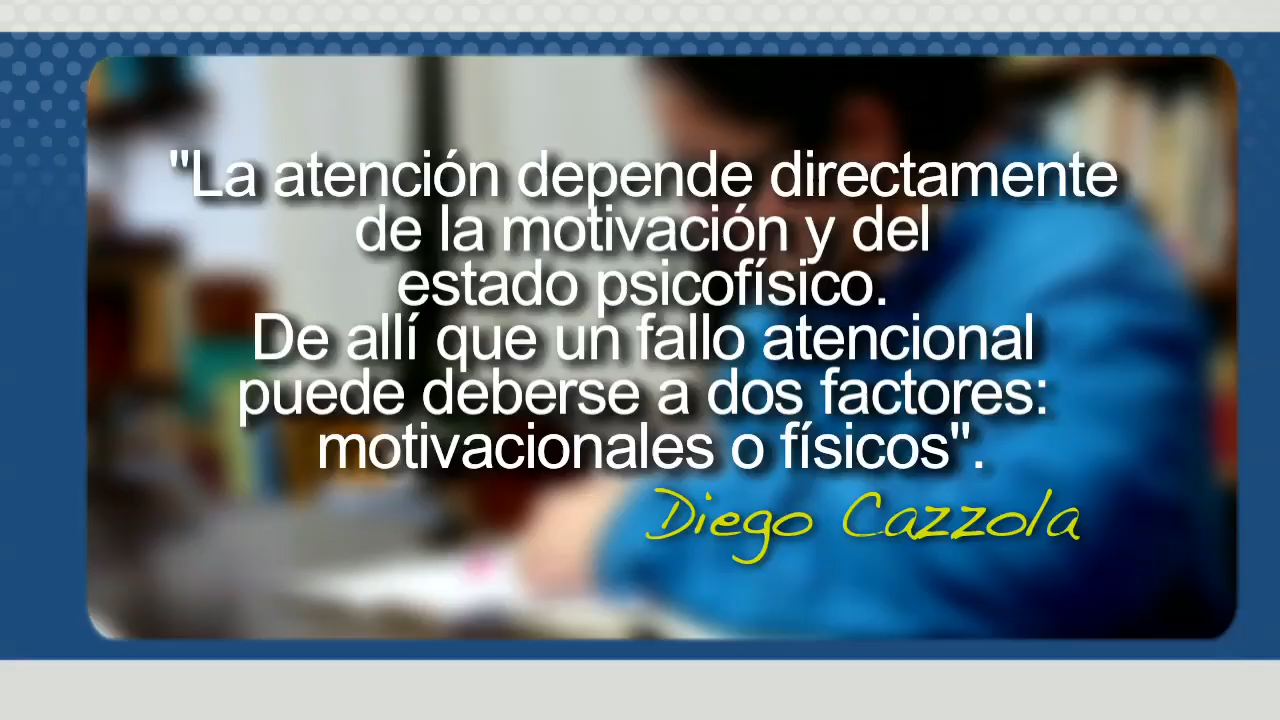 "La atención depende directamente
de la motivación y del
estado psicofísico.
De allí que un fallo atencional
puede deberse a dos factores:
motivacionales o físicos".
Diego Cazzola